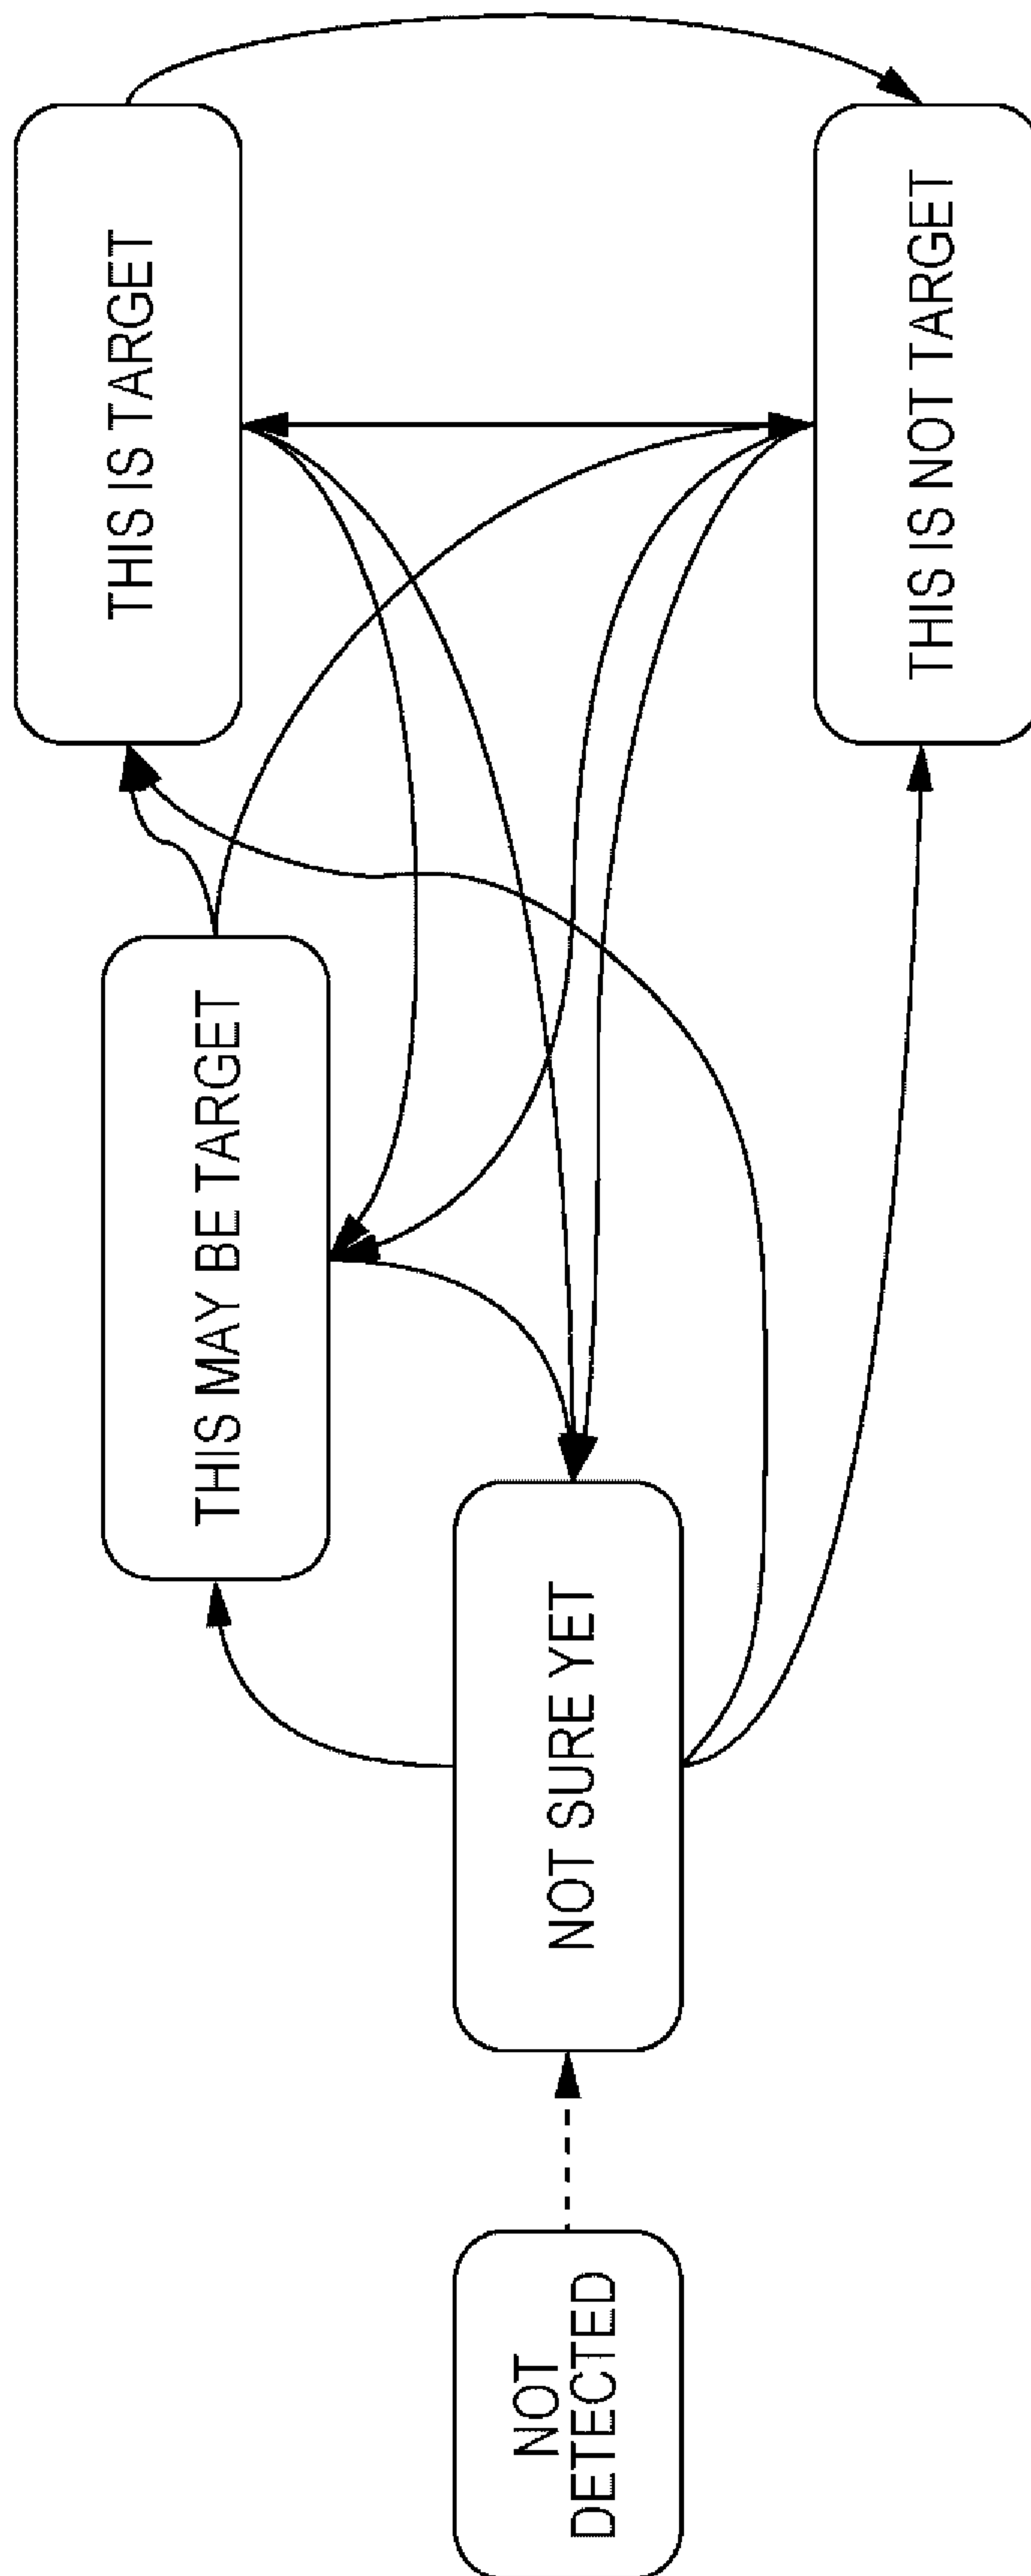 NOT
DETECTED
NOT SURE YET
THIS MAY BE TARGET
THIS IS TARGET
THIS IS NOT TARGET